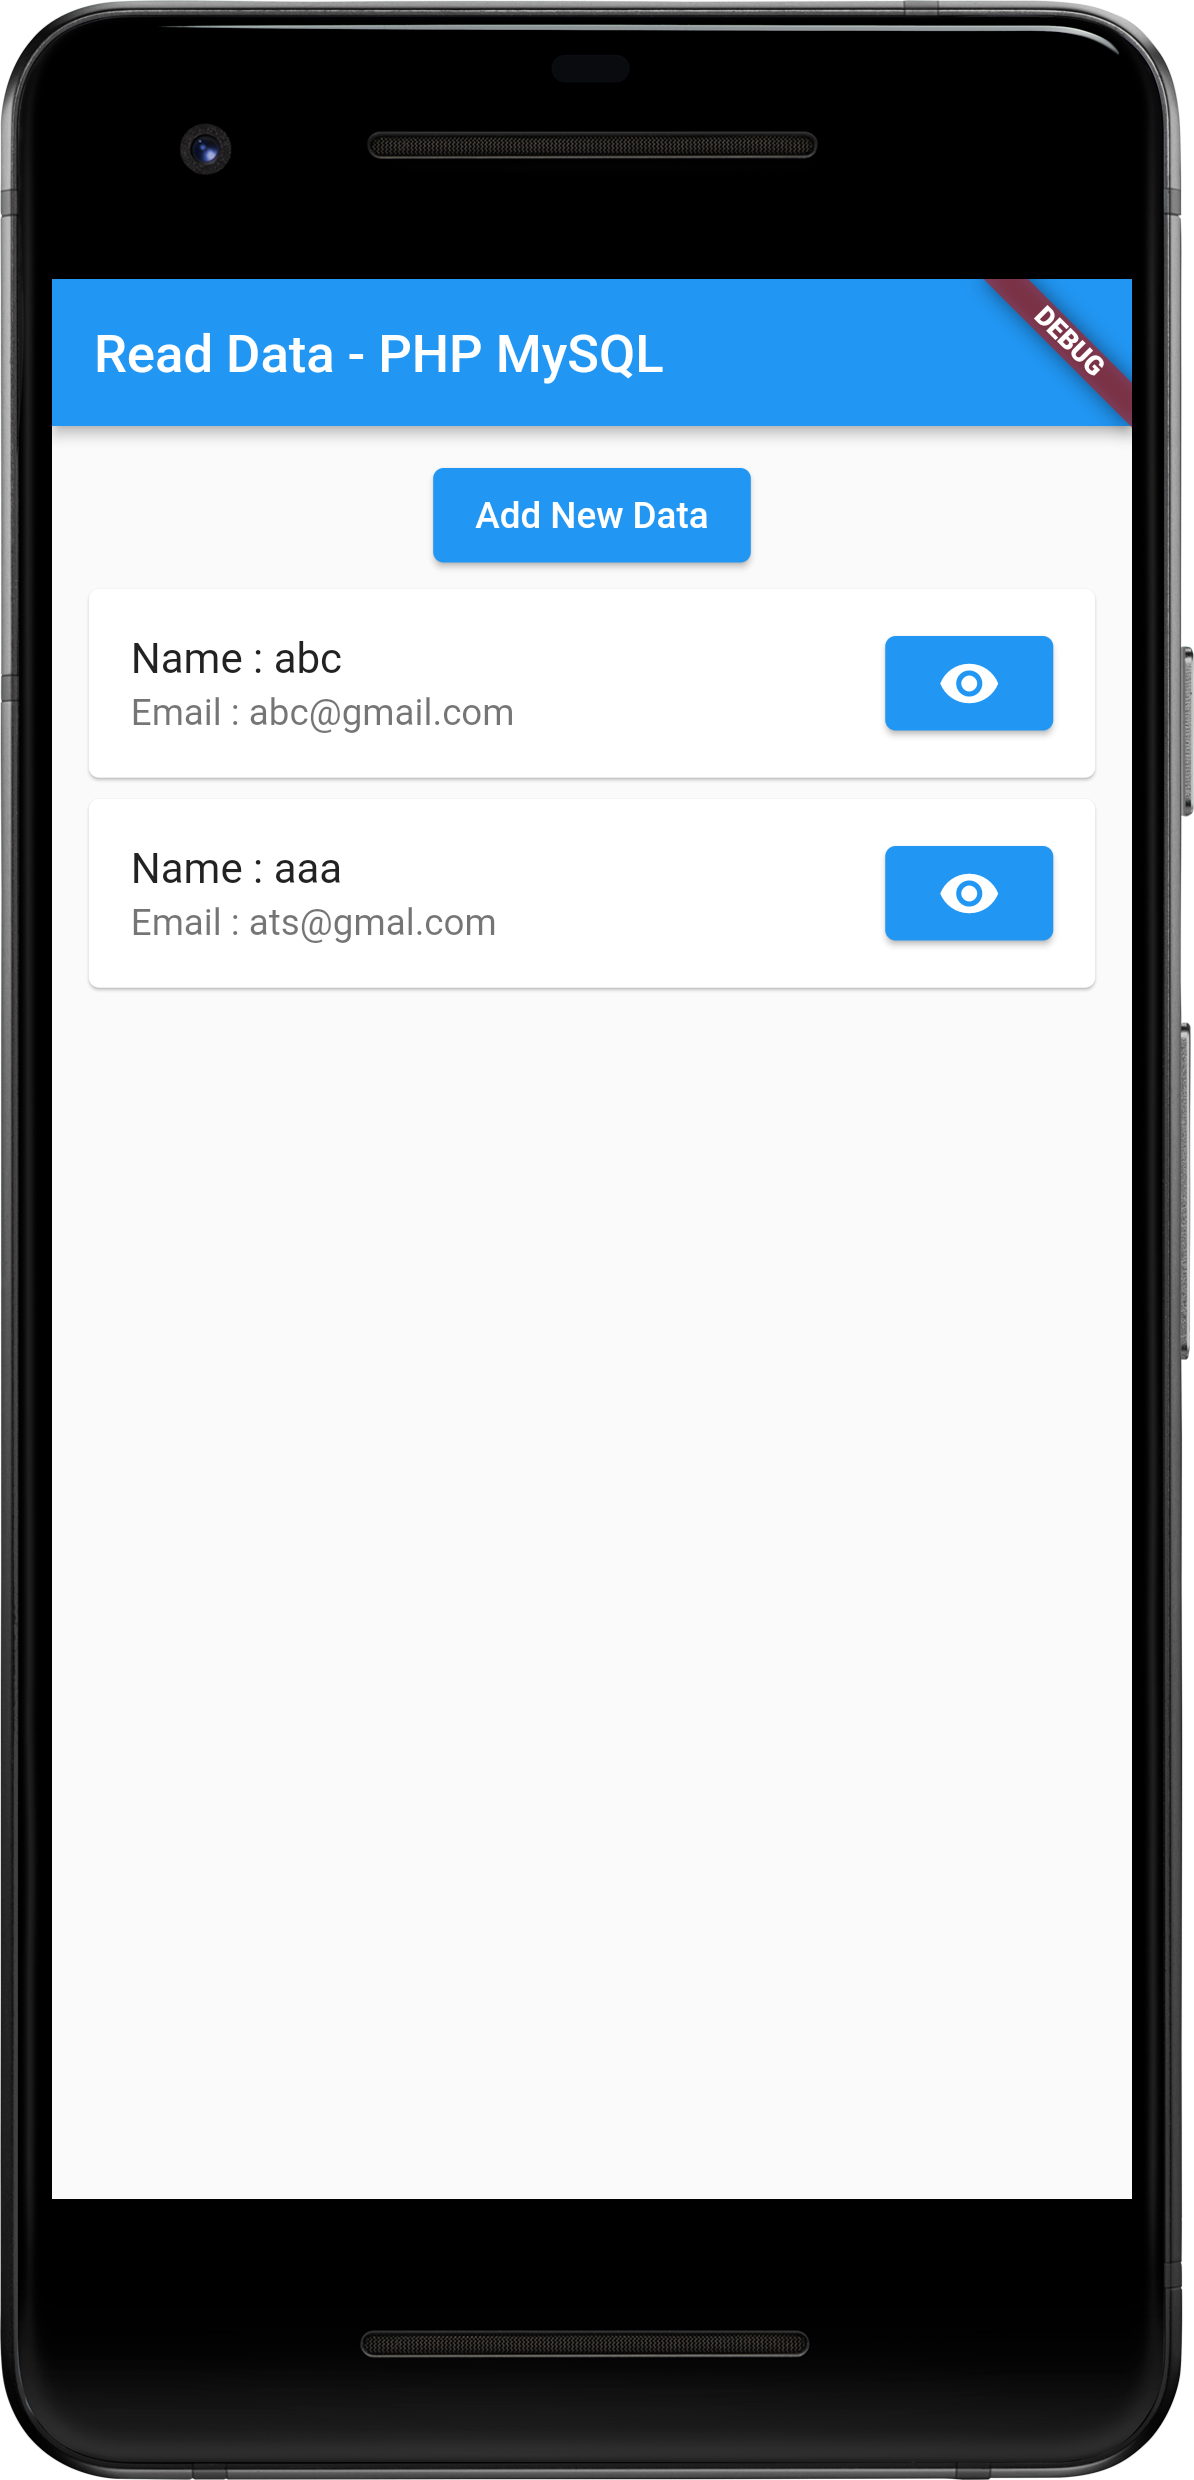 Read Data - PHP MySQL
DEBUG
Add New Data
Name : abc
Email : abc@gmail.com
Name : aaa
Email : ats@gmal.com